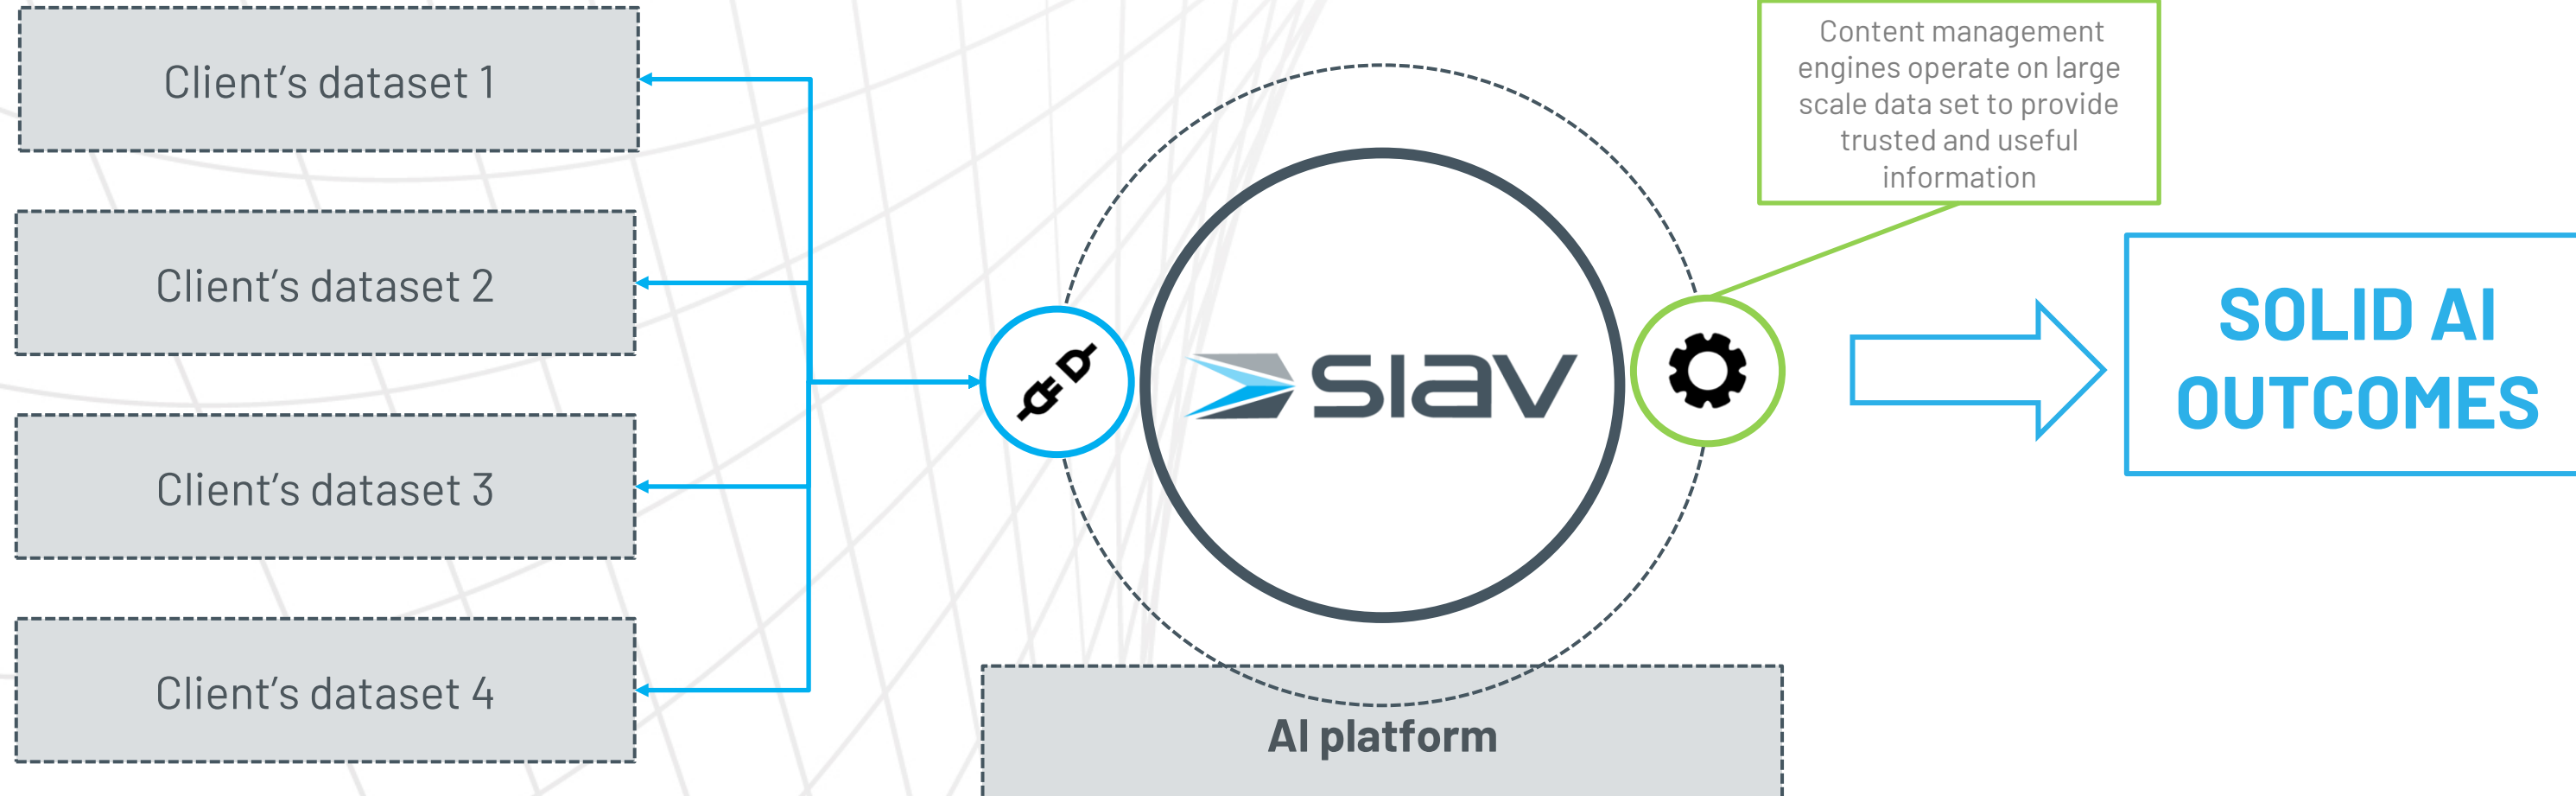 Client's dataset 1
Client's dataset 2
Client's dataset 3
Client's dataset 4
siav
AI platform
Content management
engines operate on large
scale data set to provide
trusted and useful
information
SOLID AI
OUTCOMES